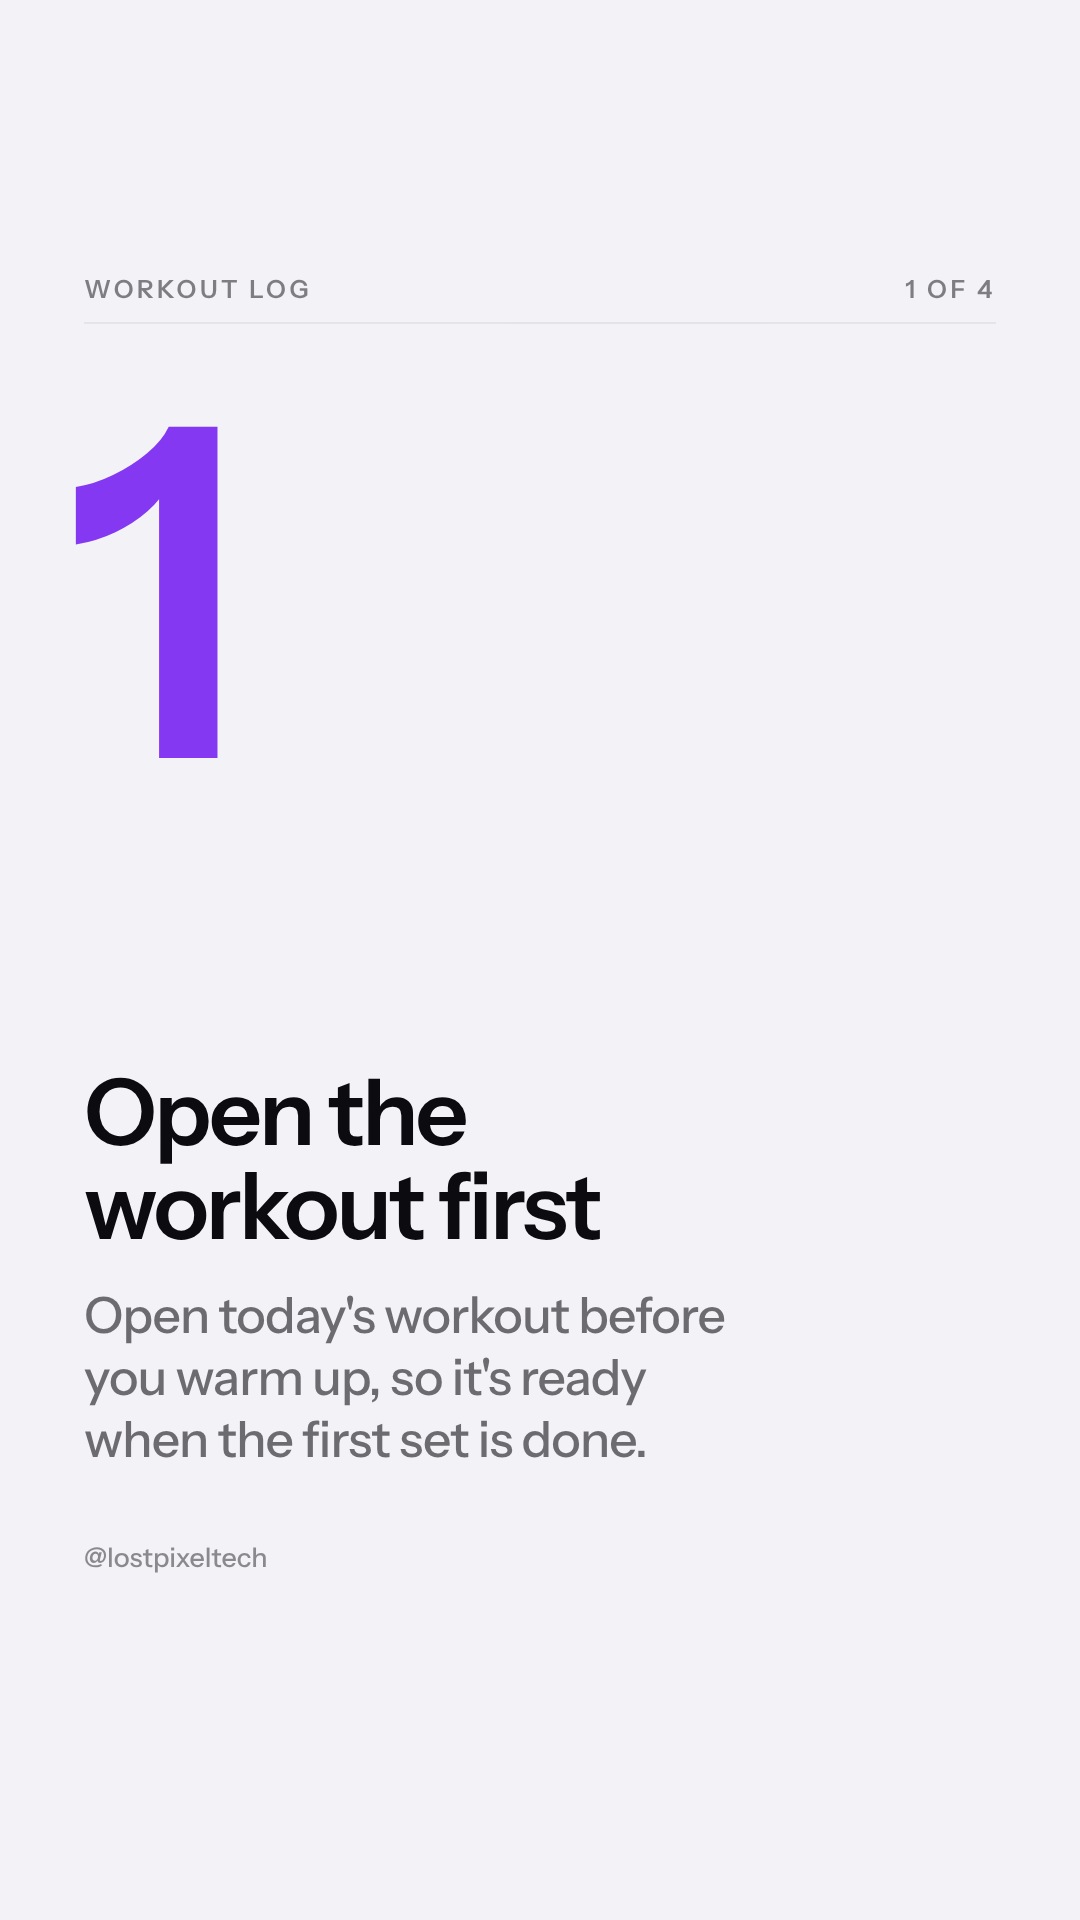 WORKOUT LOG
1 OF 4
1
Open the
workout first
Open today's workout before
you warm up, so it's ready
when the first set is done.
@lostpixeltech